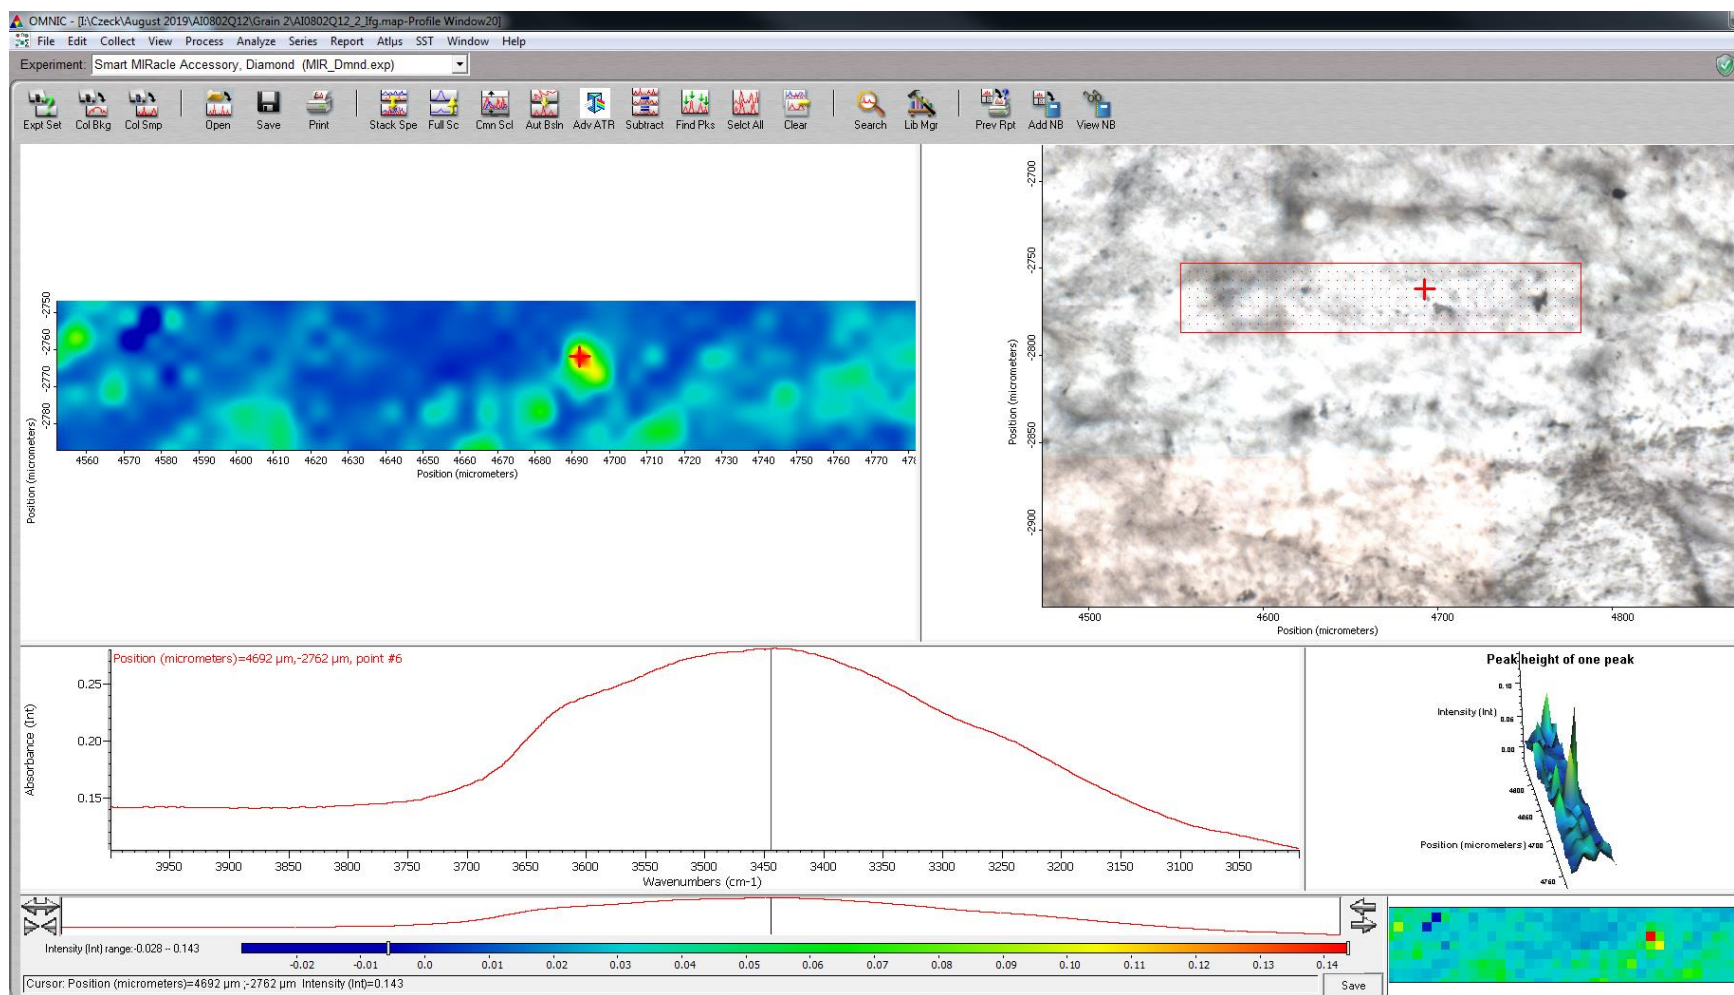 OMNIC - [I:\Czeck\August 2019\AI0802Q12\Grain 2\AI0802Q12_2_lfg.map-Profile Window20]
File Edit Collect View Process Analyze Series Report Atlµs SST Window Help
Experiment: Smart MIRacle Accessory, Diamond (MIR_Dmnd.exp)
Expt Set Col Bkg Col Smp Open Save Print Stack Spe Full Sc Cmn Scl Aut Bsln Adv ATR Subtract Find Pks Selct All Clear Search Lib Mgr Prev Rpt Add NB View NB
-2750
-2760
-2770
-2780
Position (micrometers)
4560 4570 4580 4590 4600 4610 4620 4630 4640 4650 4660 4670 4680 4690 4700 4710 4720 4730 4740 4750 4760 4770
Position (micrometers)
-2700
-2750
-2800
-2850
-2900
Position (micrometers)
4500 4600 4700 4800
Position (micrometers)
Position (micrometers)=4692 µm,-2762 µm, point #6
0.25
0.20
0.15
Absorbance (Int)
3950 3900 3850 3800 3750 3700 3650 3600 3550 3500 3450 3400 3350 3300 3250 3200 3150 3100 3050
Wavenumbers (cm-1)
Peak height of one peak
0.10
Intensity (Int)
0.05
0.00
4700
Position (micrometers)
4760
Intensity (Int) range:-0.028 -- 0.143
-0.02 -0.01 0.0 0.01 0.02 0.03 0.04 0.05 0.06 0.07 0.08 0.09 0.10 0.11 0.12 0.13 0.14
Cursor: Position (micrometers)=4692 µm ;-2762 µm Intensity (Int)=0.143
Save